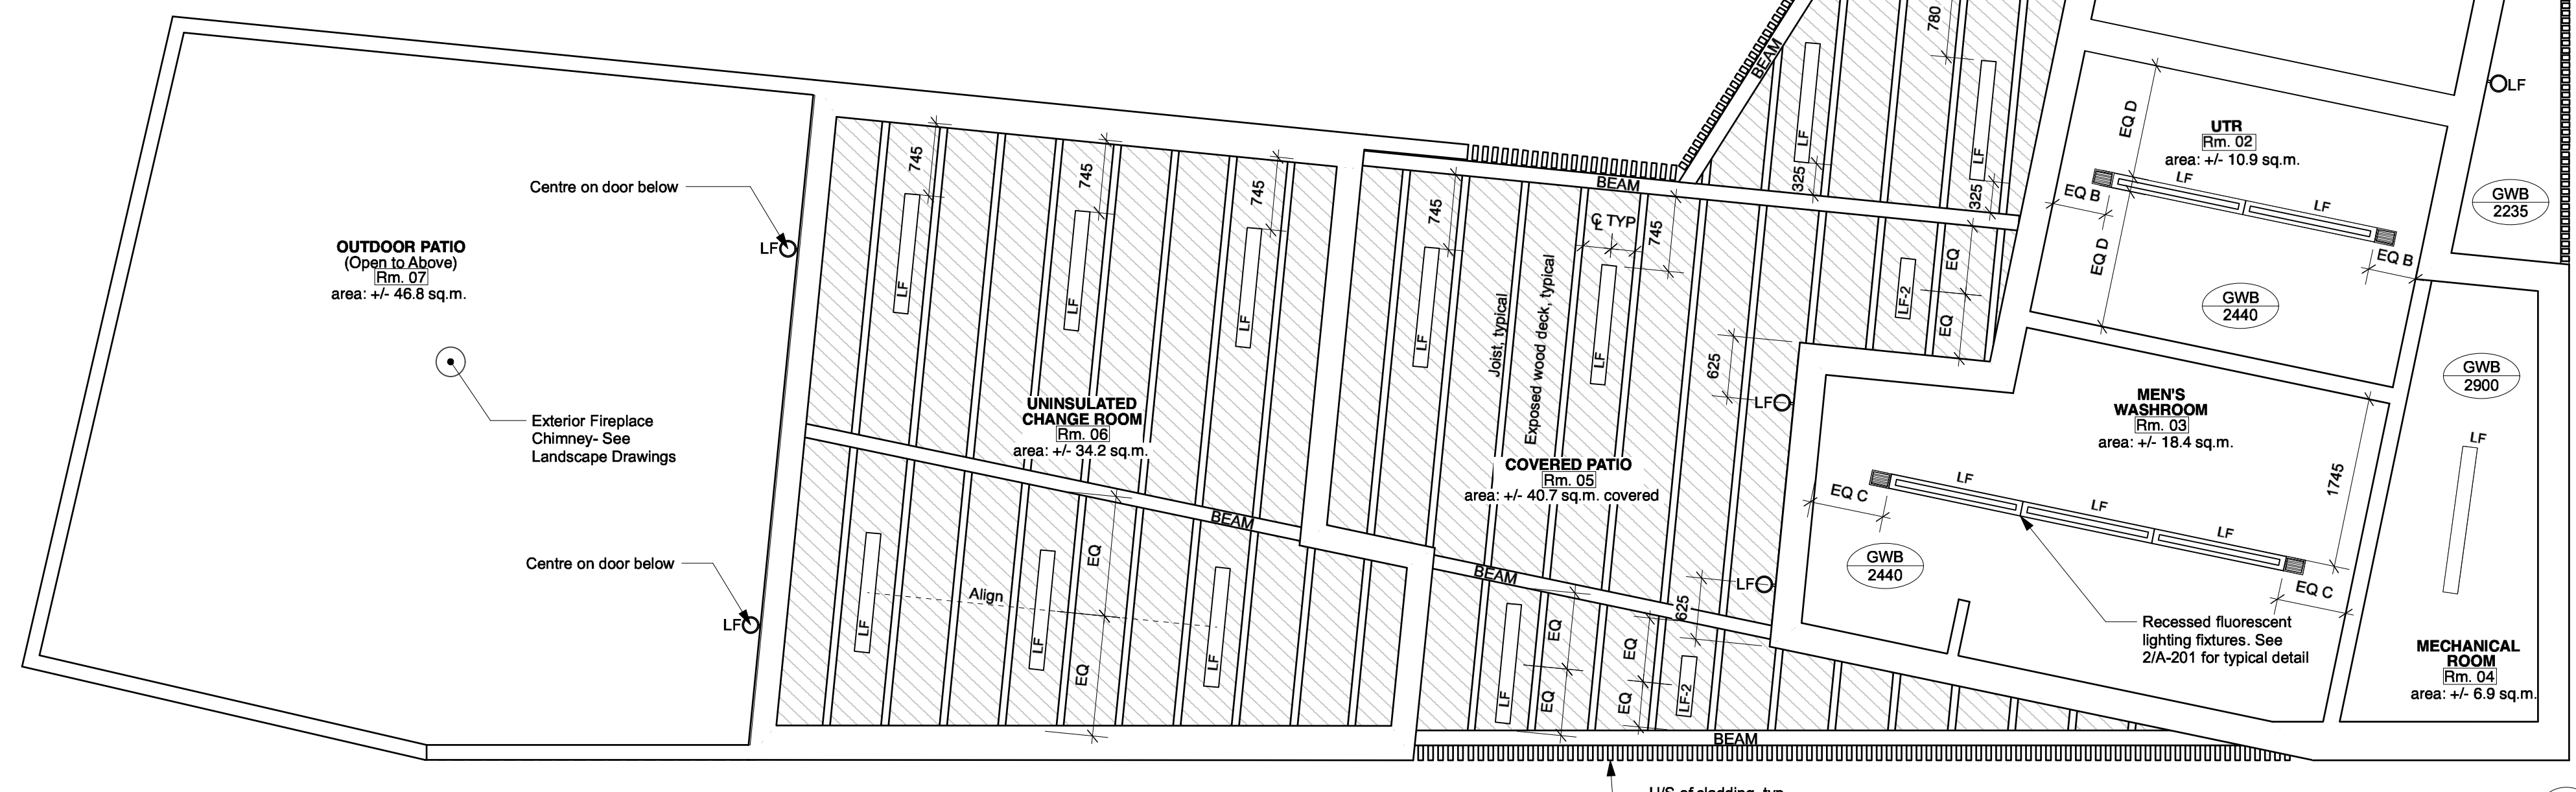 OUTDOOR PATIO
(Open to Above)
Rm. 07
area: +/- 46.8 sq.m.
Exterior Fireplace
Chimney- See
Landscape Drawings
Centre on door below
LF
Centre on door below
LF
745
745
745
LF
LF
LF
UNINSULATED
CHANGE ROOM
Rm. 06
area: +/- 34.2 sq.m.
BEAM
EQ
EQ
Align
LF
LF
LF
BEAM
BEAM
745
℄ TYP
745
LF
Joist, typical
Exposed wood deck, typical
LF
625
LF
COVERED PATIO
Rm. 05
area: +/- 40.7 sq.m. covered
BEAM
625
LF
EQ
EQ
EQ
EQ
LF
LF-2
BEAM
780
LF
LF
325
325
EQ
EQ
LF-2
UTR
Rm. 02
area: +/- 10.9 sq.m.
EQ D
EQ D
EQ B
LF
LF
EQ B
GWB
2440
LF
GWB
2235
GWB
2900
MEN'S
WASHROOM
Rm. 03
area: +/- 18.4 sq.m.
1745
EQ C
LF
LF
LF
EQ C
GWB
2440
Recessed fluorescent
lighting fixtures. See
2/A-201 for typical detail
LF
MECHANICAL
ROOM
Rm. 04
area: +/- 6.9 sq.m.